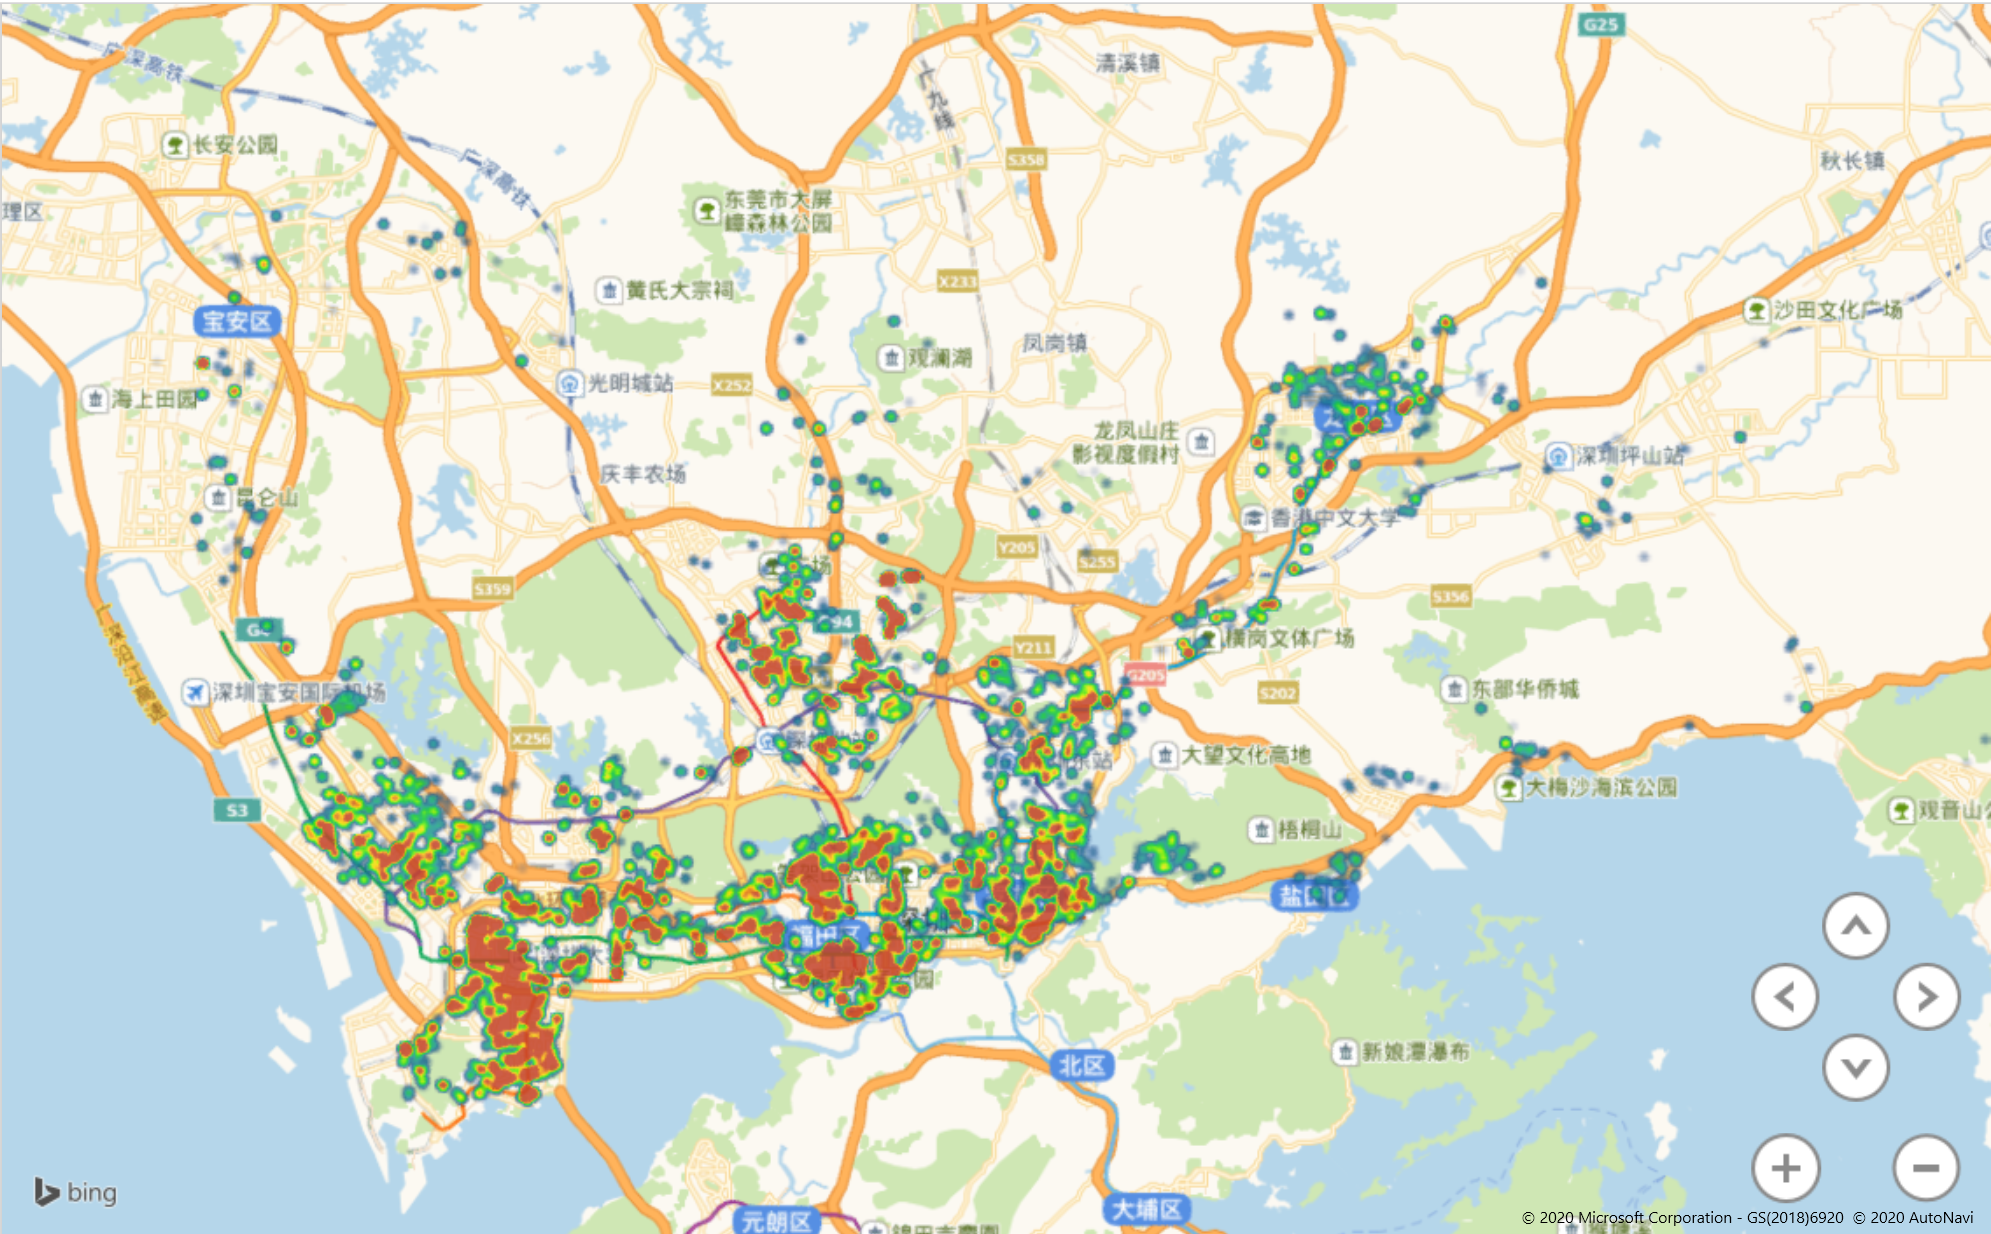 G25
广深高铁
清溪镇
广九线
长安公园
S358
广深高铁
秋长镇
理区
东莞市大屏
嶂森林公园
X233
黄氏大宗祠
沙田文化广场
宝安区
凤岗镇
观澜湖
光明城站
X252
海上田园
龙凤山庄
影视度假村
深圳坪山站
庆丰农场
昆仑山
香港中文大学
Y205
S255
S359
S356
广深沿江高速
横岗文体广场
Y211
G205
深圳宝安国际机场
S202
东部华侨城
X256
大望文化高地
大梅沙海滨公园
S3
观音山公
梧桐山
盐田区
福田区
新娘潭瀑布
北区
bing
元朗区
大埔区
© 2020 Microsoft Corporation - GS(2018)6920 © 2020 AutoNavi